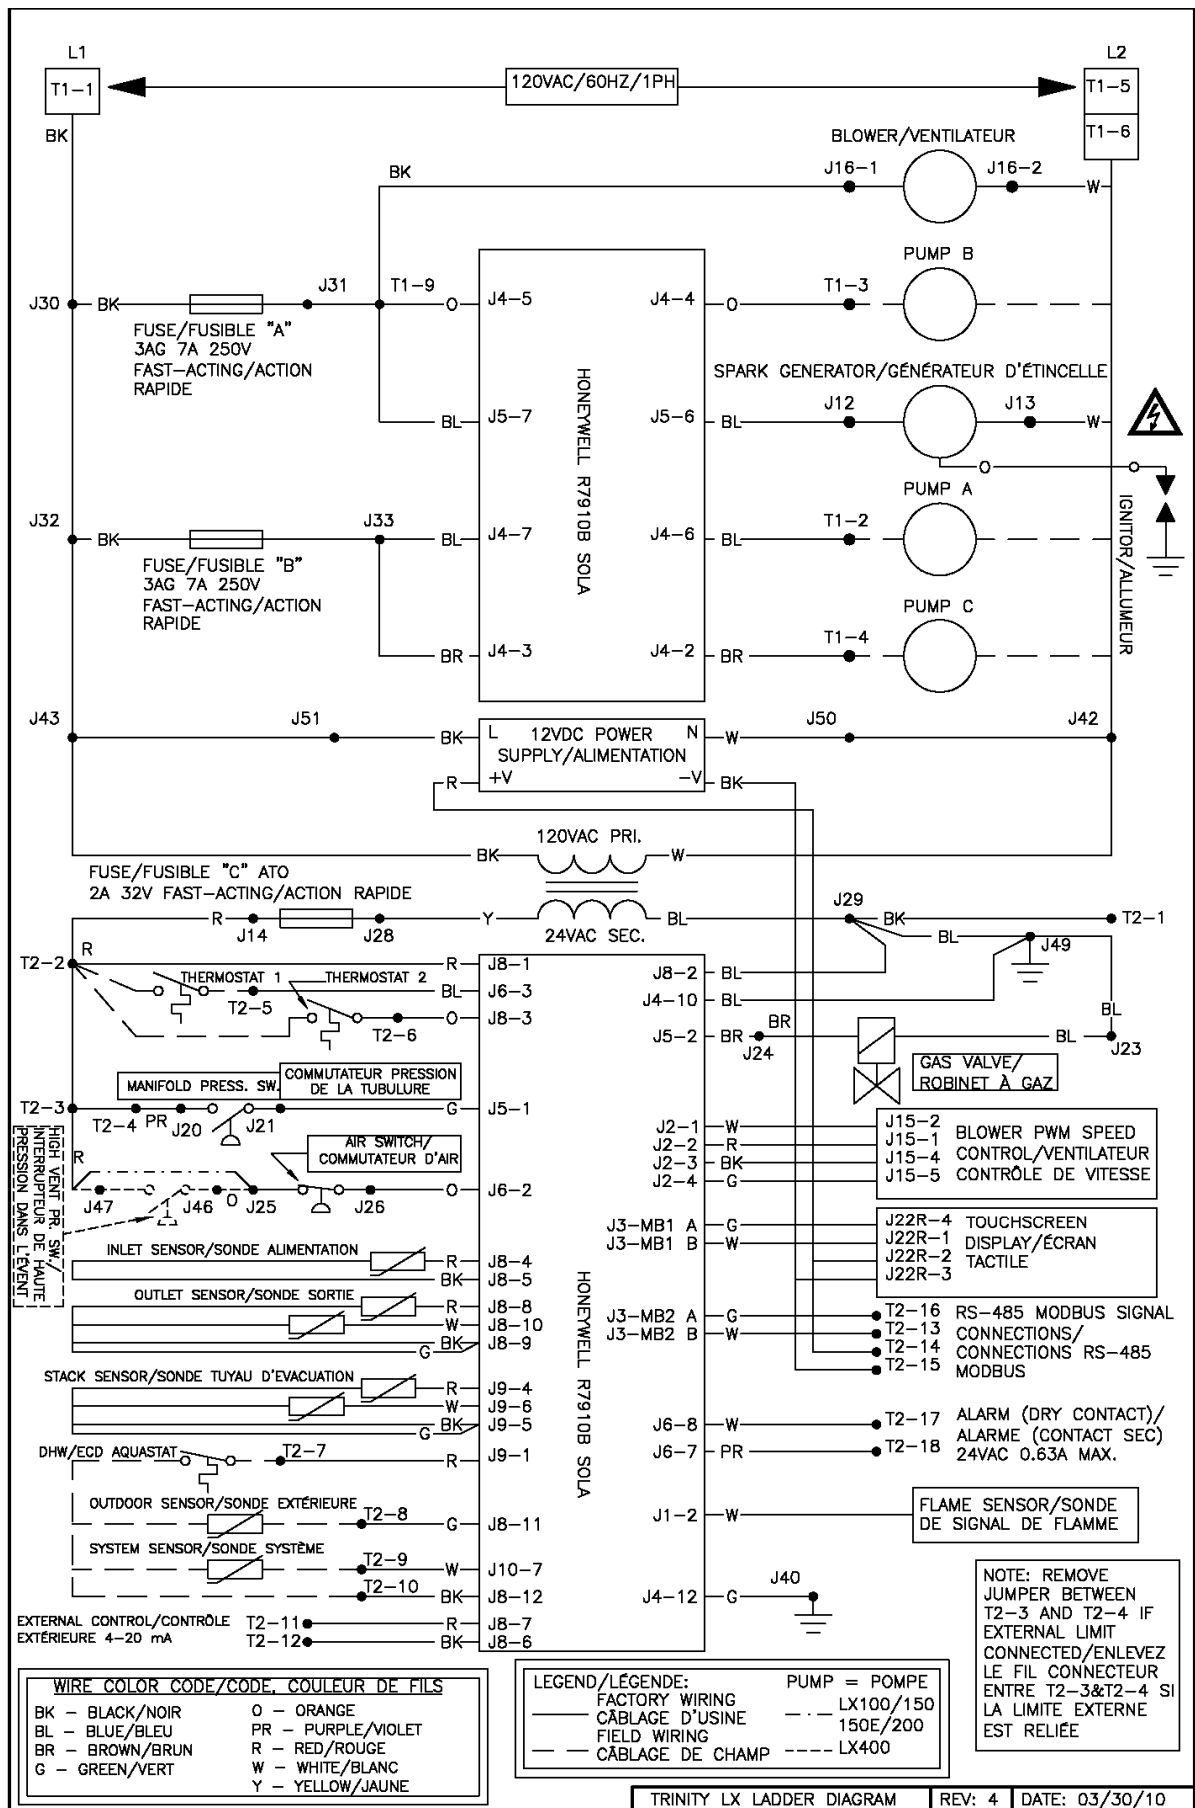 L1
L2
T1-1
120VAC/60HZ/1PH
T1-5
T1-6
BK
BLOWER/VENTILATEUR
BK
J16-1
J16-2
W
PUMP B
J30
BK
J31
T1-9
O
J4-5
J4-4
O
T1-3
FUSE/FUSIBLE "A"
3AG 7A 250V
FAST-ACTING/ACTION
RAPIDE
SPARK GENERATOR/GÉNÉRATEUR D'ÉTINCELLE
BL
J5-7
J5-6
BL
J12
J13
W
O
HONEYWELL R7910B SOLA
PUMP A
IGNITOR/ALLUMEUR
J32
BK
J33
BL
J4-7
J4-6
BL
T1-2
FUSE/FUSIBLE "B"
3AG 7A 250V
FAST-ACTING/ACTION
RAPIDE
PUMP C
BR
J4-3
J4-2
BR
T1-4
J43
J51
BK
L
12VDC POWER
SUPPLY/ALIMENTATION
N
W
J50
J42
R
+V
-V
BK
120VAC PRI.
BK
W
FUSE/FUSIBLE "C" ATO
2A 32V FAST-ACTING/ACTION RAPIDE
R
J14
J28
Y
24VAC SEC.
BL
J29
BK
T2-1
BL
J49
T2-2
R
R
J8-1
J8-2
BL
THERMOSTAT 1
THERMOSTAT 2
T2-5
BL
J6-3
J4-10
BL
T2-6
O
J8-3
BL
J5-2
BR
J24
BR
BL
J23
GAS VALVE/
ROBINET À GAZ
MANIFOLD PRESS. SW.
COMMUTATEUR PRESSION
DE LA TUBULURE
T2-3
T2-4
PR
J20
J21
G
J5-1
HIGH VENT PR. SW./
INTERRUPTEUR DE HAUTE
PRESSION DANS L'ÉVENT
R
AIR SWITCH/
COMMUTATEUR D'AIR
J47
J46
O
J25
J26
O
J6-2
J2-1
W
J15-2
J2-2
R
J15-1
J2-3
BK
J15-4
J2-4
G
J15-5
BLOWER PWM SPEED
CONTROL/VENTILATEUR
CONTRÔLE DE VITESSE
J3-MB1 A
G
J22R-4
J3-MB1 B
W
J22R-1
J22R-2
J22R-3
TOUCHSCREEN
DISPLAY/ÉCRAN
TACTILE
INLET SENSOR/SONDE ALIMENTATION
R
J8-4
BK
J8-5
OUTLET SENSOR/SONDE SORTIE
R
J8-8
W
J8-10
BK
J8-9
G
HONEYWELL R7910B SOLA
J3-MB2 A
G
T2-16
J3-MB2 B
W
T2-13
T2-14
T2-15
RS-485 MODBUS SIGNAL
CONNECTIONS/
CONNECTIONS RS-485
MODBUS
STACK SENSOR/SONDE TUYAU D'EVACUATION
R
J9-4
W
J9-6
BK
J9-5
G
J6-8
W
T2-17
J6-7
PR
T2-18
ALARM (DRY CONTACT)/
ALARME (CONTACT SEC)
24VAC 0.63A MAX.
DHW/ECD AQUASTAT
T2-7
R
J9-1
OUTDOOR SENSOR/SONDE EXTÉRIEURE
T2-8
G
J8-11
J1-2
W
FLAME SENSOR/SONDE
DE SIGNAL DE FLAMME
SYSTEM SENSOR/SONDE SYSTÈME
T2-9
W
J10-7
T2-10
BK
J8-12
J4-12
G
J40
EXTERNAL CONTROL/CONTRÔLE
EXTÉRIEURE 4-20 mA
T2-11
R
J8-7
T2-12
BK
J8-6
NOTE: REMOVE
JUMPER BETWEEN
T2-3 AND T2-4 IF
EXTERNAL LIMIT
CONNECTED/ENLEVEZ
LE FIL CONNECTEUR
ENTRE T2-3&T2-4 SI
LA LIMITE EXTERNE
EST RELIÉE
WIRE COLOR CODE/CODE, COULEUR DE FILS
BK - BLACK/NOIR
BL - BLUE/BLEU
BR - BROWN/BRUN
G - GREEN/VERT
O - ORANGE
PR - PURPLE/VIOLET
R - RED/ROUGE
W - WHITE/BLANC
Y - YELLOW/JAUNE
LEGEND/LÉGENDE:
PUMP = POMPE
FACTORY WIRING
CÂBLAGE D'USINE
FIELD WIRING
CÂBLAGE DE CHAMP
LX100/150
150E/200
LX400
TRINITY LX LADDER DIAGRAM
REV: 4
DATE: 03/30/10